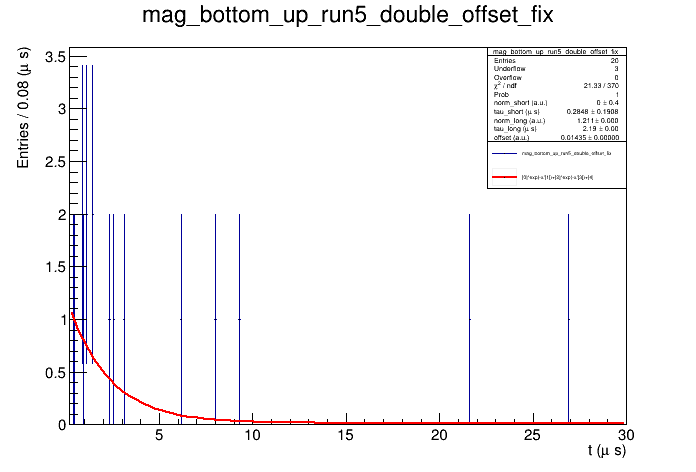 mag_bottom_up_run5_double_offset_fix
Entries / 0.08 (μ s)
3.5
3
2.5
2
1.5
1
0.5
0
5
10
15
20
25
30
t (μ s)
mag_bottom_up_run5_double_offset_fix
Entries 20
Underflow 3
Overflow 0
χ² / ndf 21.33 / 370
Prob 1
norm_short (a.u.) 0 ± 0.4
tau_short (μ s) 0.2848 ± 0.1908
norm_long (a.u.) 1.211 ± 0.000
tau_long (μ s) 2.19 ± 0.00
offset (a.u.) 0.01435 ± 0.00000
mag_bottom_up_run5_double_offset_fix